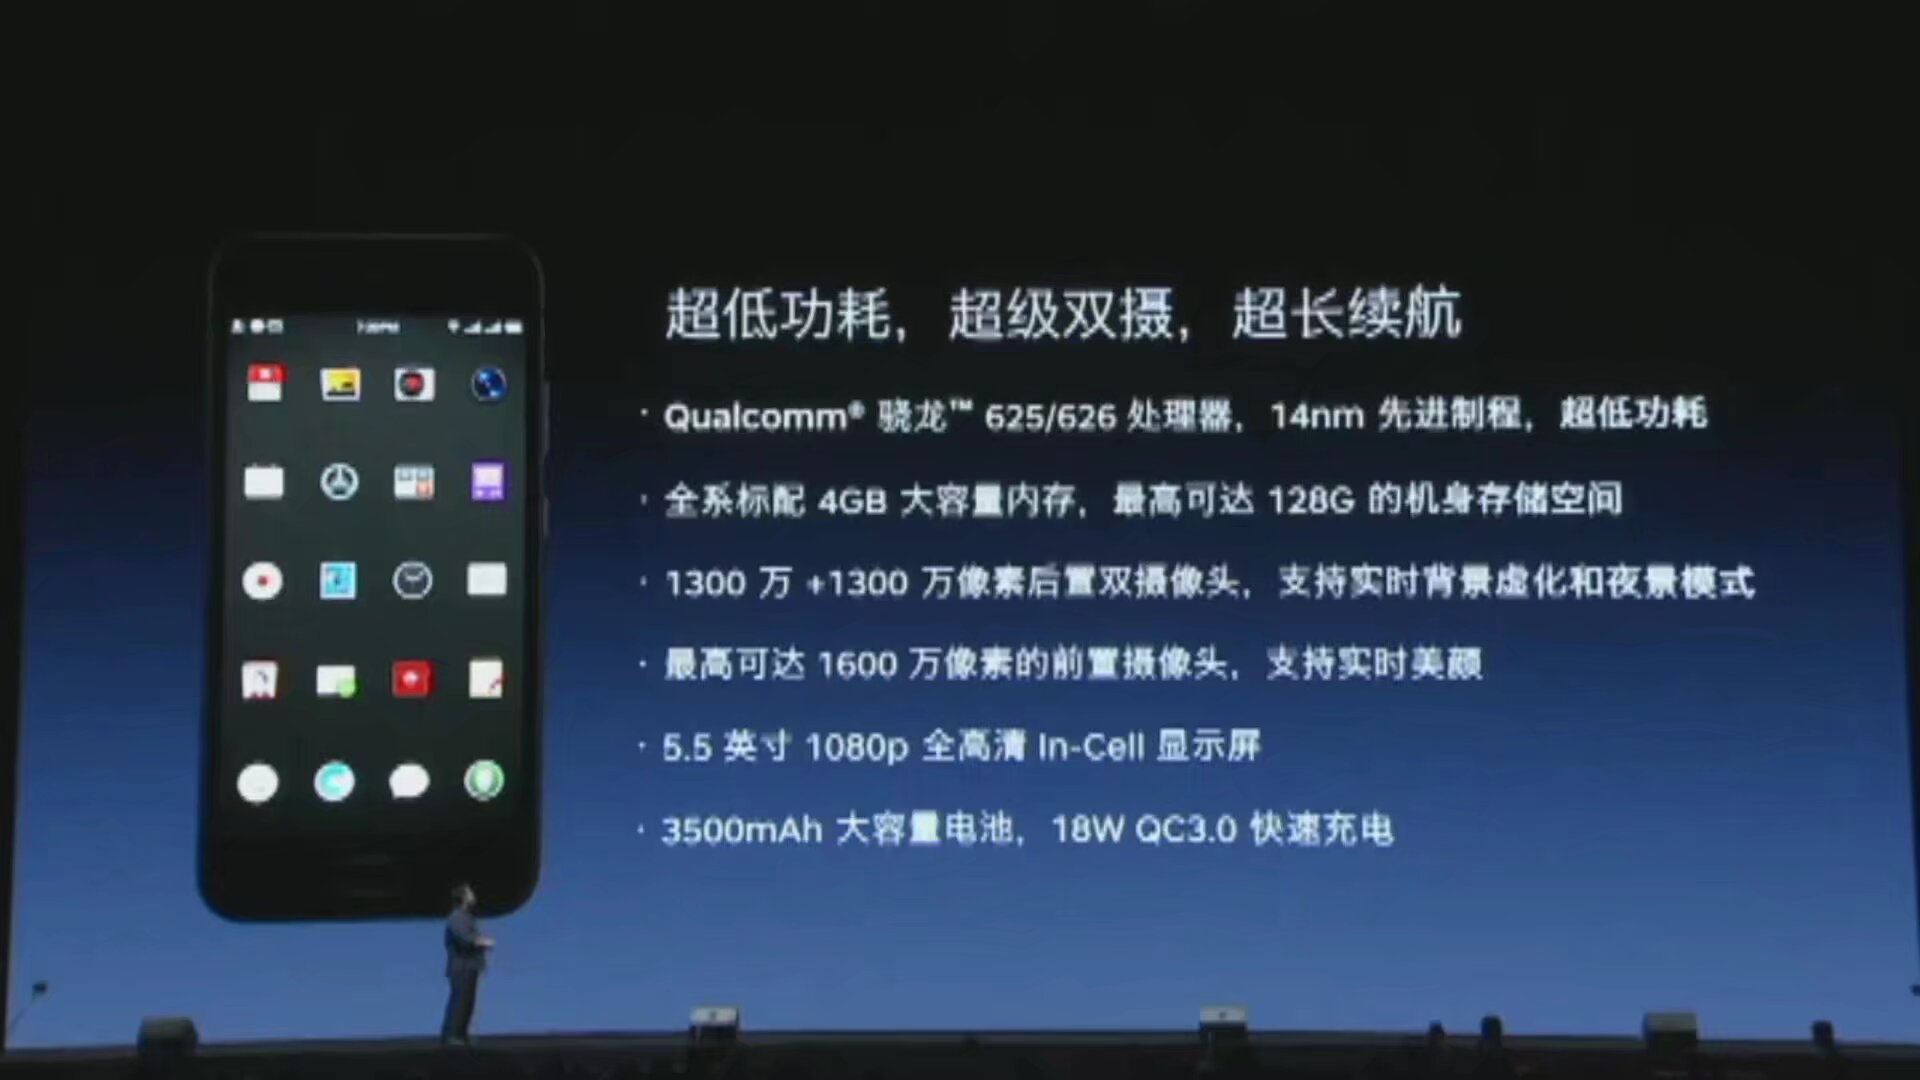 超低功耗，超级双摄，超长续航
· Qualcomm® 骁龙™ 625/626 处理器，14nm 先进制程，超低功耗
· 全系标配 4GB 大容量内存，最高可达 128G 的机身存储空间
· 1300 万 +1300 万像素后置双摄像头，支持实时背景虚化和夜景模式
· 最高可达 1600 万像素的前置摄像头，支持实时美颜
· 5.5 英寸 1080p 全高清 In-Cell 显示屏
· 3500mAh 大容量电池，18W QC3.0 快速充电